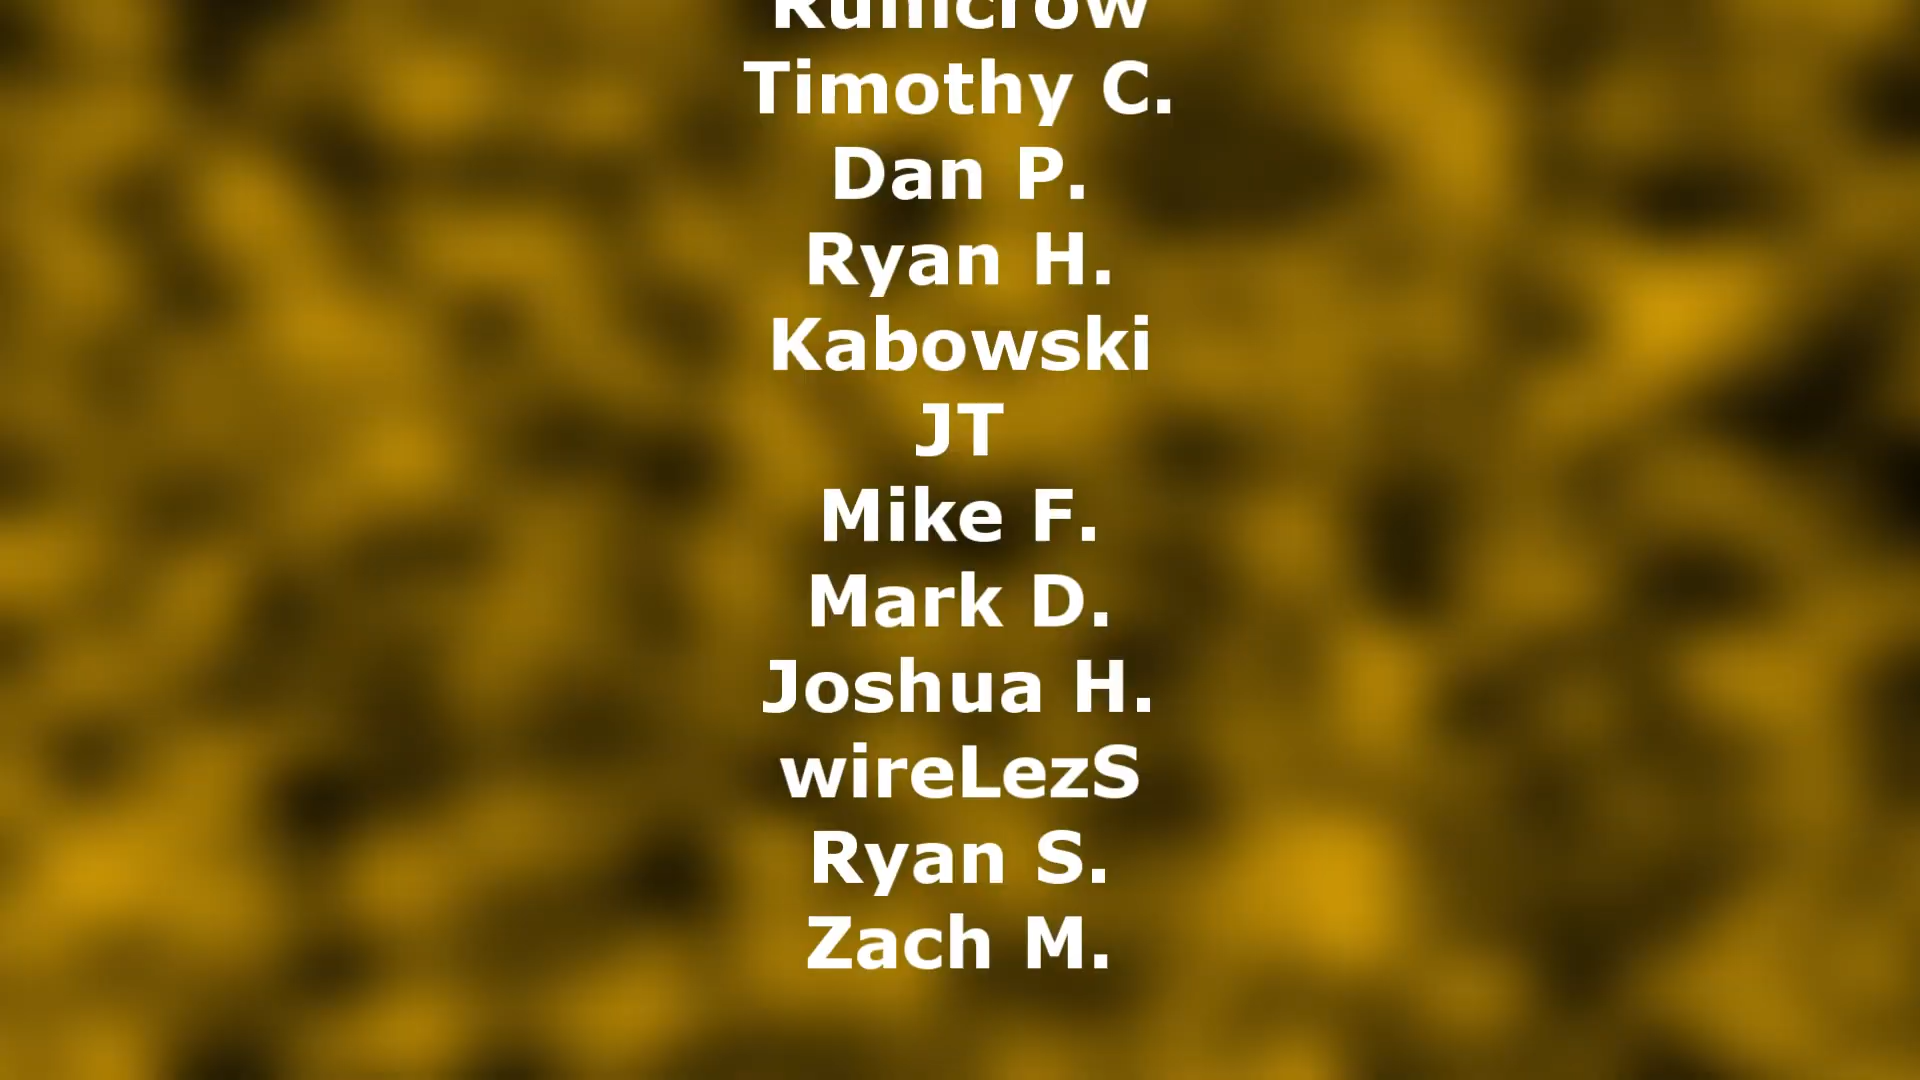 Timothy C.
Dan P.
Ryan H.
Kabowski
JT
Mike F.
Mark D.
Joshua H.
wireLezS
Ryan S.
Zach M.